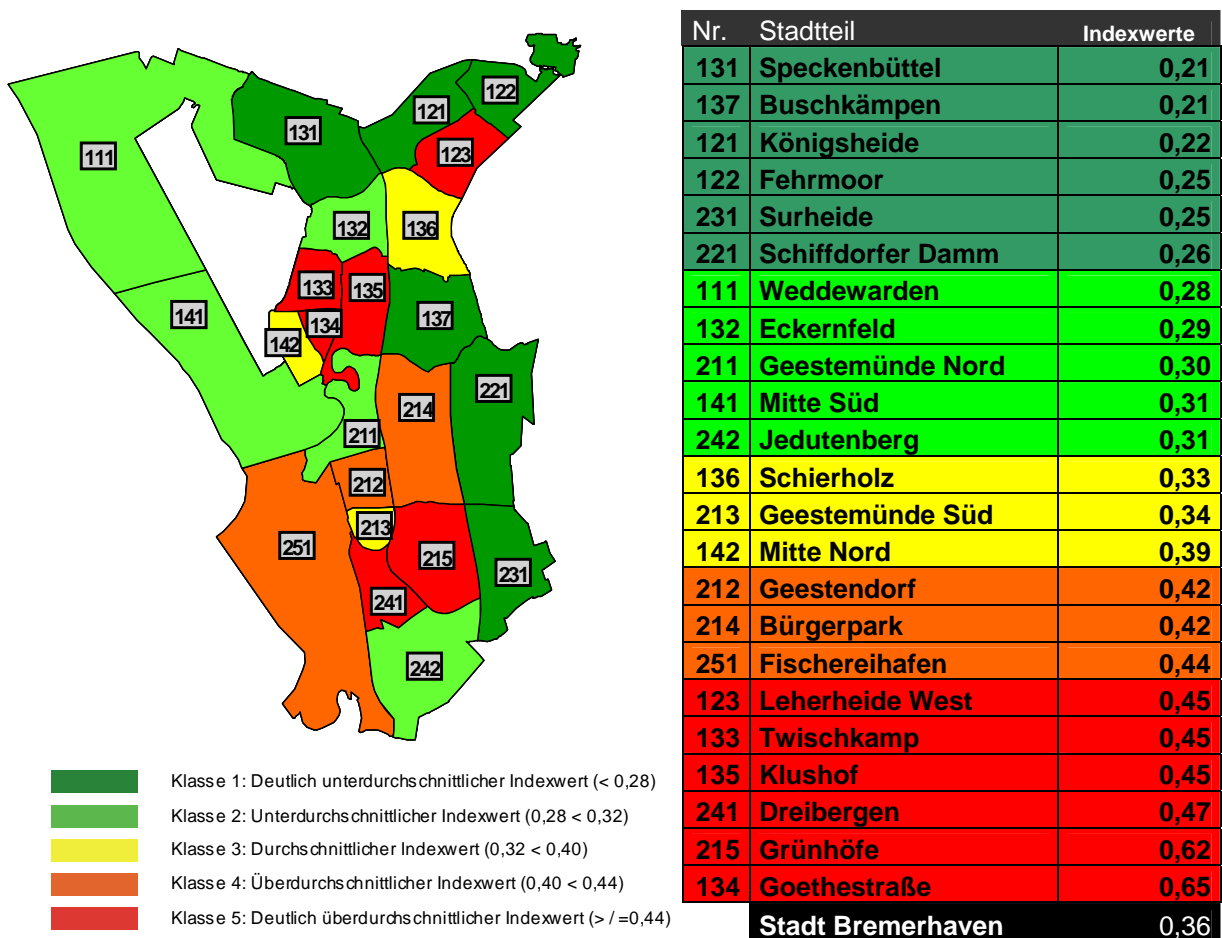 122
121
131
123
111
132
136
133
135
141
134
137
142
221
214
211
212
213
251
215
231
241
242
Klasse 1: Deutlich unterdurchschnittlicher Indexwert (< 0,28)
Klasse 2: Unterdurchschnittlicher Indexwert (0,28 < 0,32)
Klasse 3: Durchschnittlicher Indexwert (0,32 < 0,40)
Klasse 4: Überdurchschnittlicher Indexwert (0,40 < 0,44)
Klasse 5: Deutlich überdurchschnittlicher Indexwert (> / =0,44)
Nr. Stadtteil Indexwerte
131 Speckenbüttel 0,21
137 Buschkämpen 0,21
121 Königsheide 0,22
122 Fehrmoor 0,25
231 Surheide 0,25
221 Schiffdorfer Damm 0,26
111 Weddewarden 0,28
132 Eckernfeld 0,29
211 Geestemünde Nord 0,30
141 Mitte Süd 0,31
242 Jedutenberg 0,31
136 Schierholz 0,33
213 Geestemünde Süd 0,34
142 Mitte Nord 0,39
212 Geestendorf 0,42
214 Bürgerpark 0,42
251 Fischereihafen 0,44
123 Leherheide West 0,45
133 Twischkamp 0,45
135 Klushof 0,45
241 Dreibergen 0,47
215 Grünhöfe 0,62
134 Goethestraße 0,65
Stadt Bremerhaven 0,36